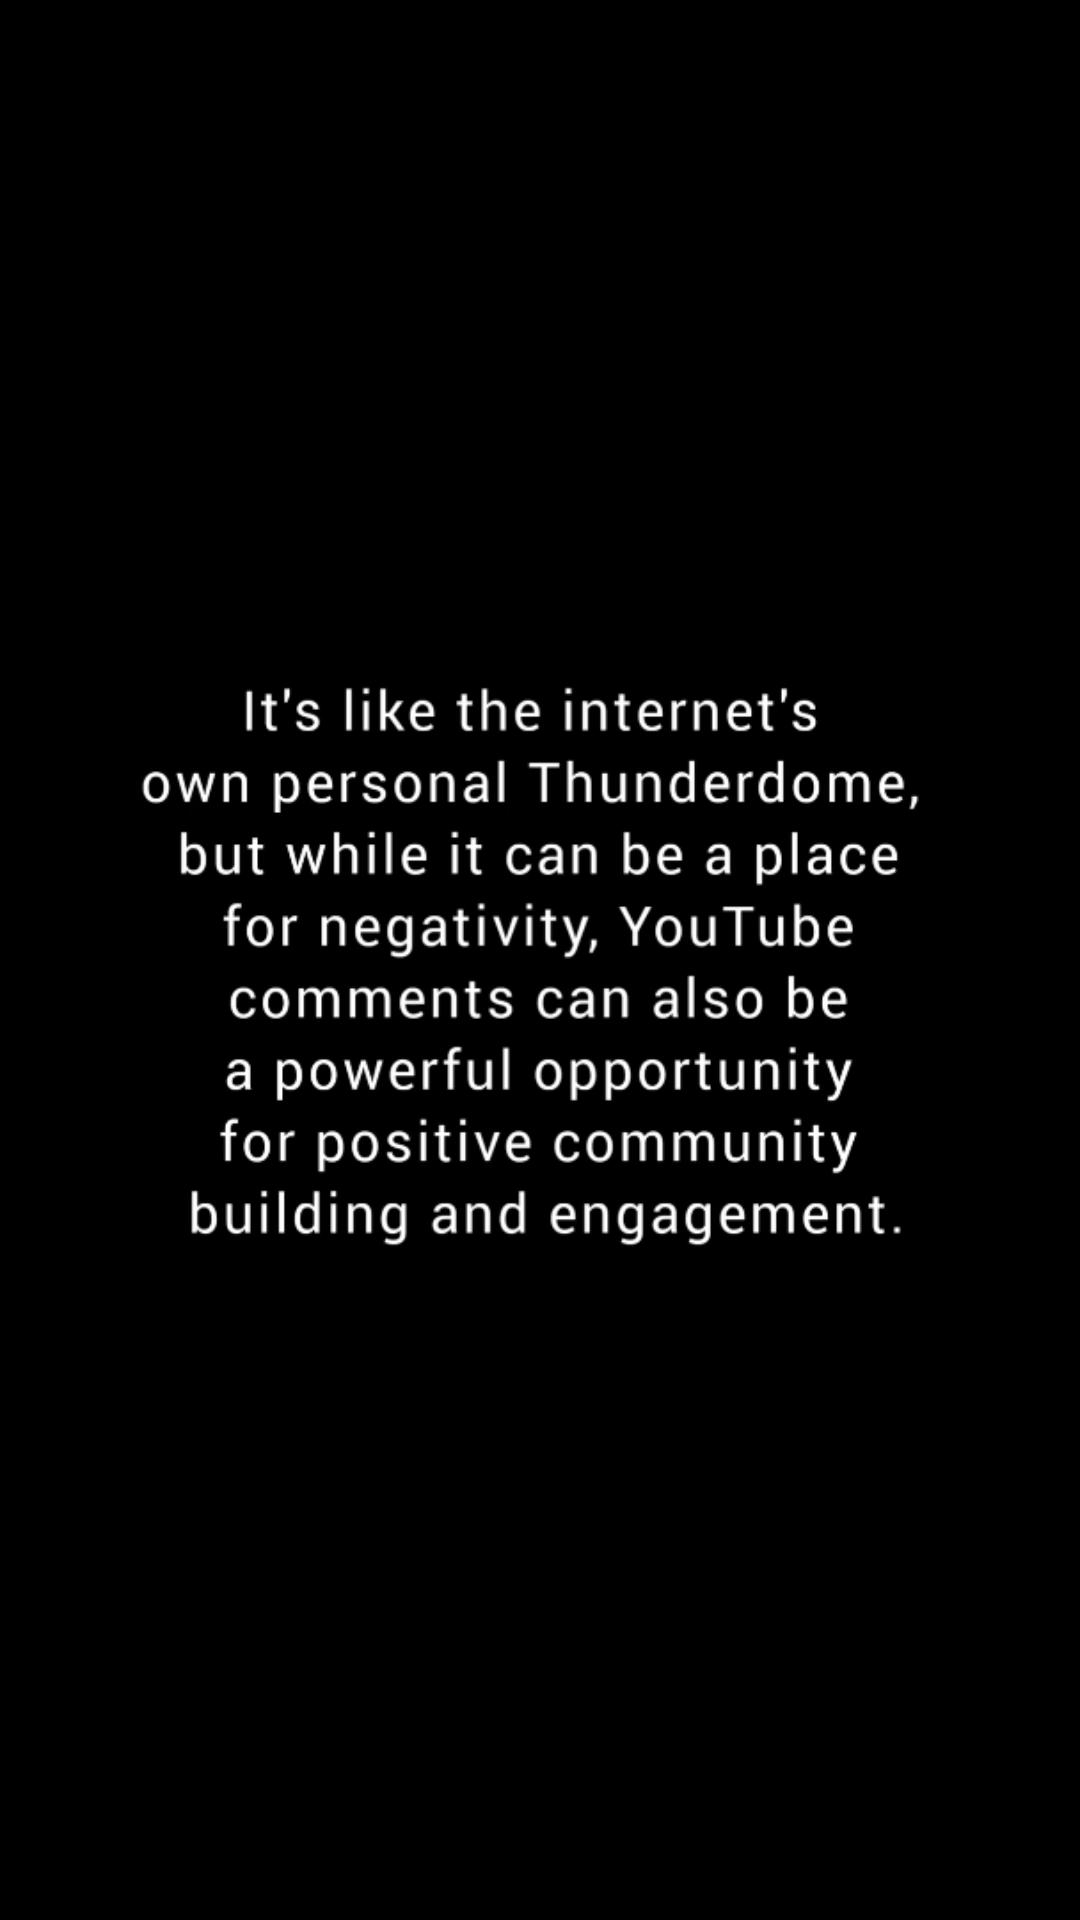 It's like the internet's
own personal Thunderdome,
but while it can be a place
for negativity, YouTube
comments can also be
a powerful opportunity
for positive community
building and engagement.